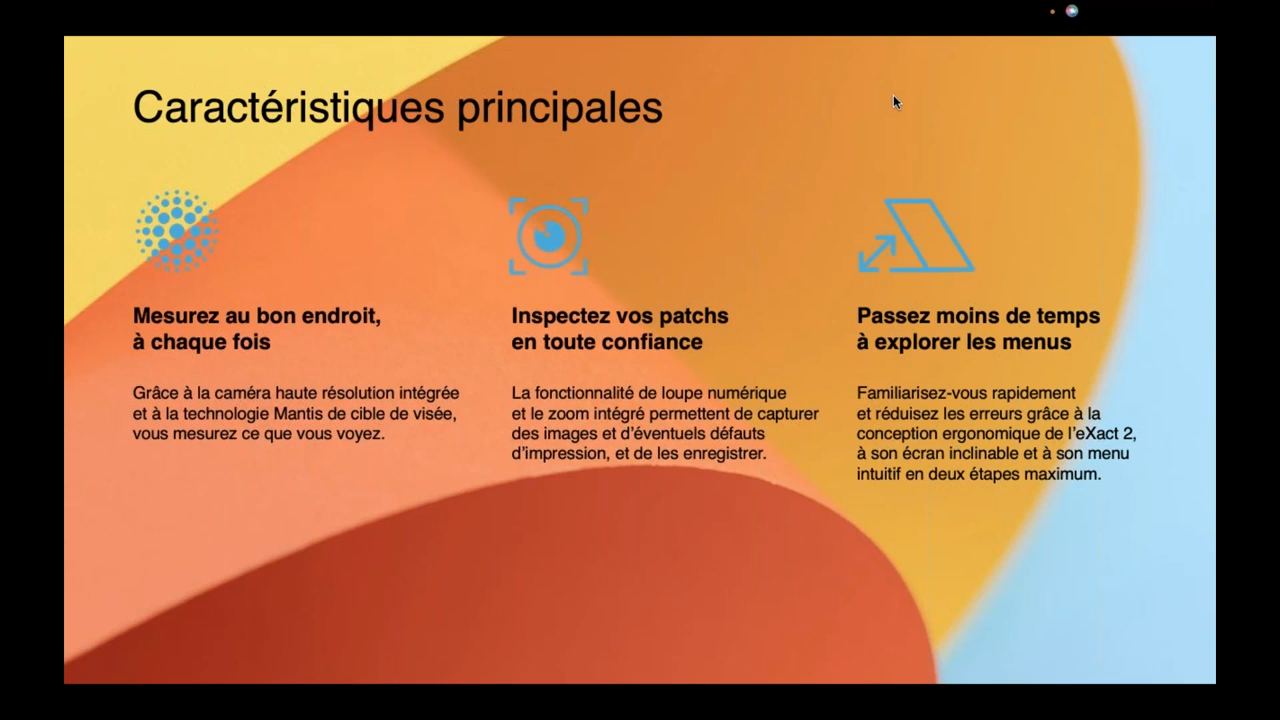 Caractéristiques principales
Mesurez au bon endroit,
à chaque fois
Grâce à la caméra haute résolution intégrée
et à la technologie Mantis de cible de visée,
vous mesurez ce que vous voyez.
Inspectez vos patchs
en toute confiance
La fonctionnalité de loupe numérique
et le zoom intégré permettent de capturer
des images et d’éventuels défauts
d’impression, et de les enregistrer.
Passez moins de temps
à explorer les menus
Familiarisez-vous rapidement
et réduisez les erreurs grâce à la
conception ergonomique de l’eXact 2,
à son écran inclinable et à son menu
intuitif en deux étapes maximum.